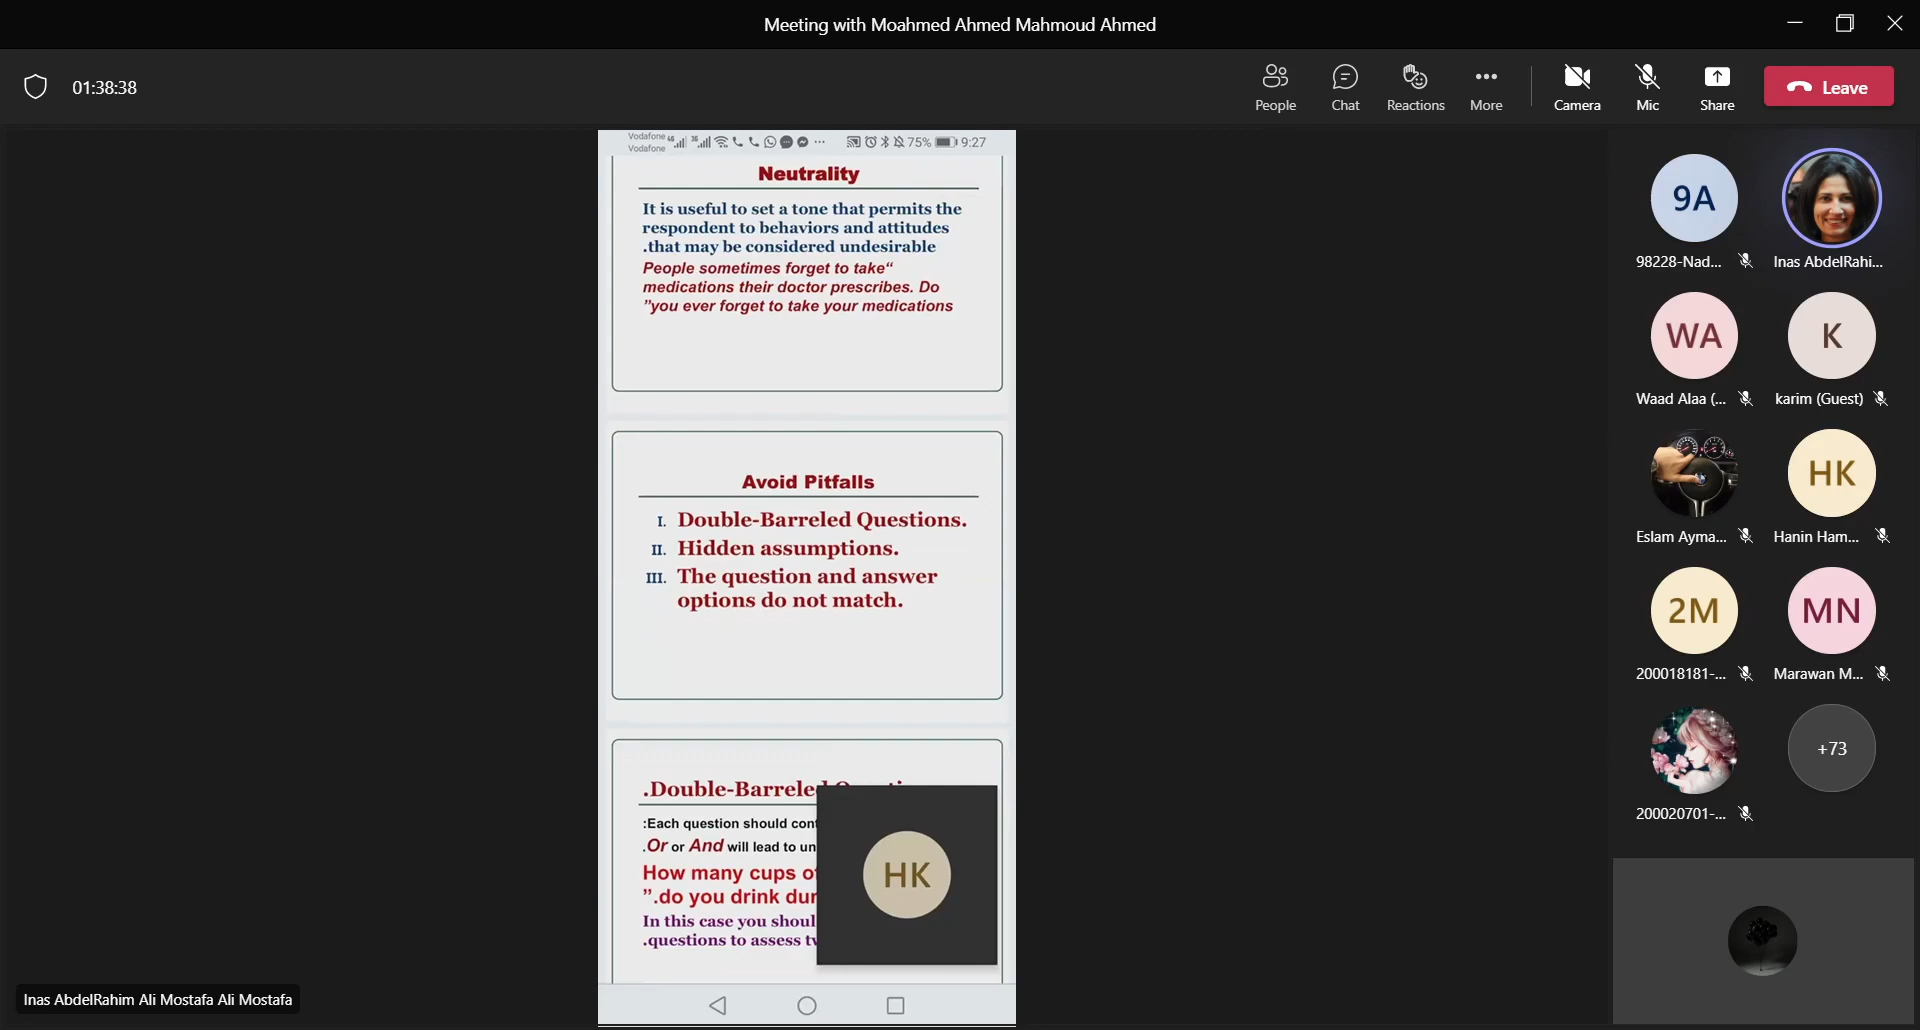 Meeting with Moahmed Ahmed Mahmoud Ahmed
01:38:38
People
Chat
Reactions
More
Camera
Mic
Share
Leave
Vodafone
Vodafone
4G
3G
75%
9:27
Neutrality
It is useful to set a tone that permits the
respondent to behaviors and attitudes
.that may be considered undesirable
People sometimes forget to take“
medications their doctor prescribes. Do
”you ever forget to take your medications
Avoid Pitfalls
I. Double-Barreled Questions.
II. Hidden assumptions.
III. The question and answer
options do not match.
.Double-Barreled
:Each question should
.Or or And will lead to
How many cups
”.do you drink
In this case you
.questions to assess
HK
9A
98228-Nad...
Inas AbdelRahi...
WA
Waad Alaa (...
K
karim (Guest)
Eslam Ayma...
HK
Hanin Ham...
2M
200018181-...
MN
Marawan M...
200020701-...
+73
Inas AbdelRahim Ali Mostafa Ali Mostafa